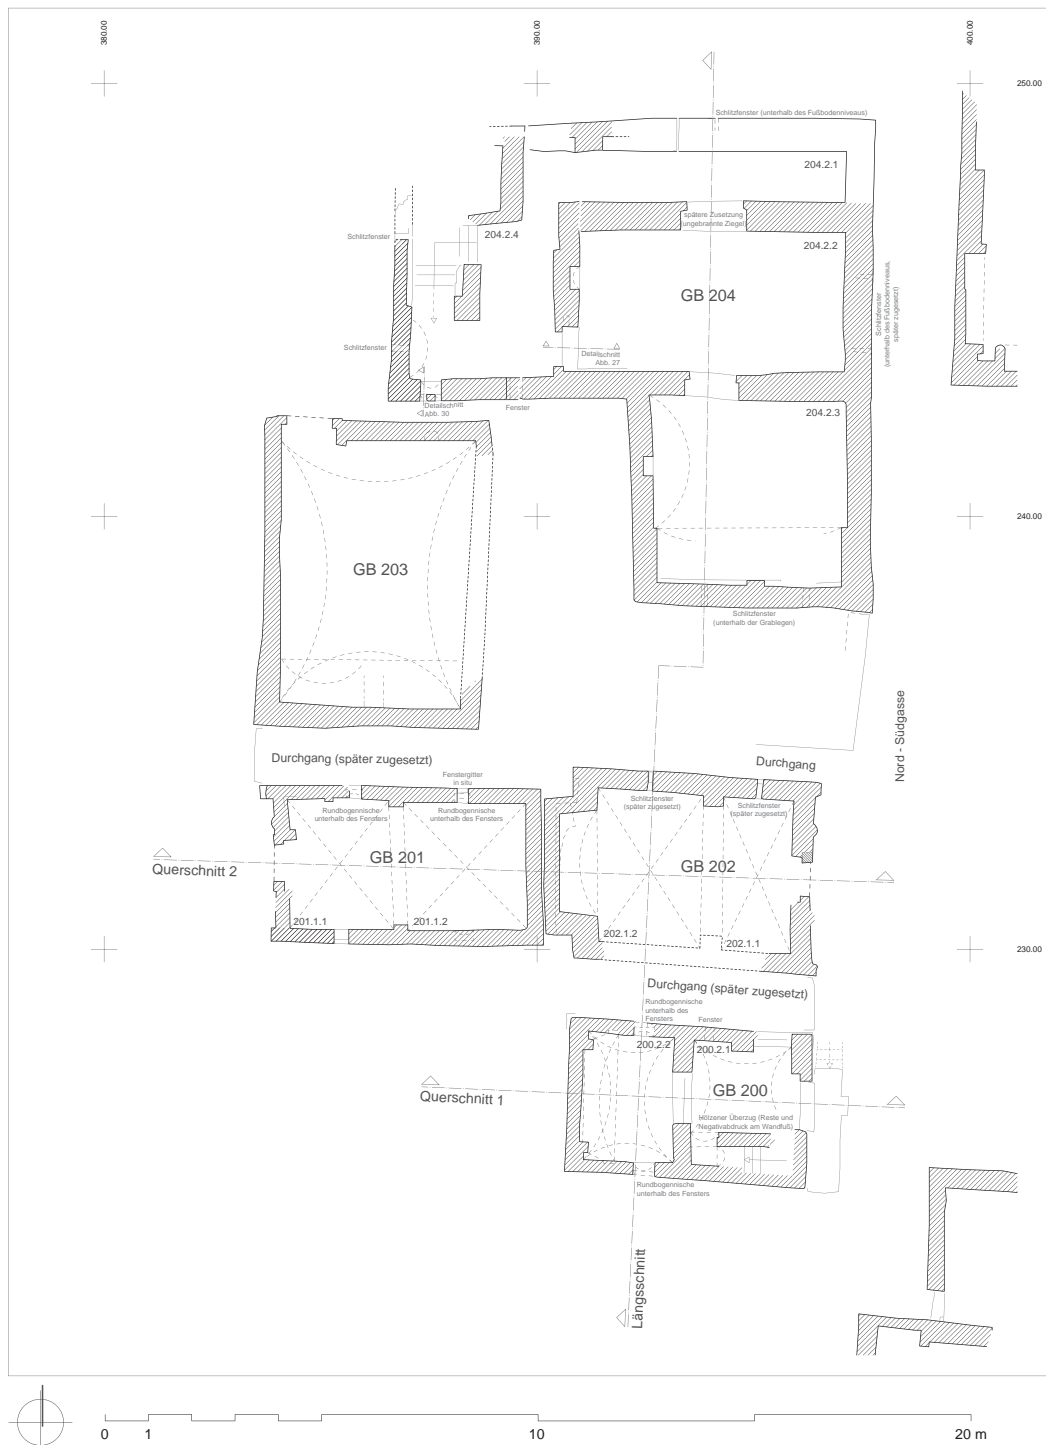 380.00
390.00
400.00
250.00
Schlitzfenster (unterhalb des Fußbodenniveaus)
204.2.1
spätere Zusetzung
(ungebrannte Ziegel)
204.2.4
204.2.2
Schlitzfenster
GB 204
Schlitzfenster
(unterhalb des Fußbodenniveaus,
später zugesetzt)
Schlitzfenster
Detailschnitt
Abb. 27
Detailschnitt
Abb. 30
Fenster
204.2.3
240.00
GB 203
Schlitzfenster
(unterhalb der Grablegen)
Nord - Südgasse
Durchgang (später zugesetzt)
Durchgang
Fenstergitter
in situ
Rundbogennische
unterhalb des Fensters
Rundbogennische
unterhalb des Fensters
Schlitzfenster
(später zugesetzt)
Schlitzfenster
(später zugesetzt)
GB 201
GB 202
Querschnitt 2
201.1.1
201.1.2
202.1.2
202.1.1
230.00
Durchgang (später zugesetzt)
Rundbogennische
unterhalb des
Fensters
Fenster
200.2.2
200.2.1
GB 200
Querschnitt 1
Hölzener Überzug (Reste und
Negativabdruck am Wandfuß)
Rundbogennische
unterhalb des Fensters
Längsschnitt
0
1
10
20 m